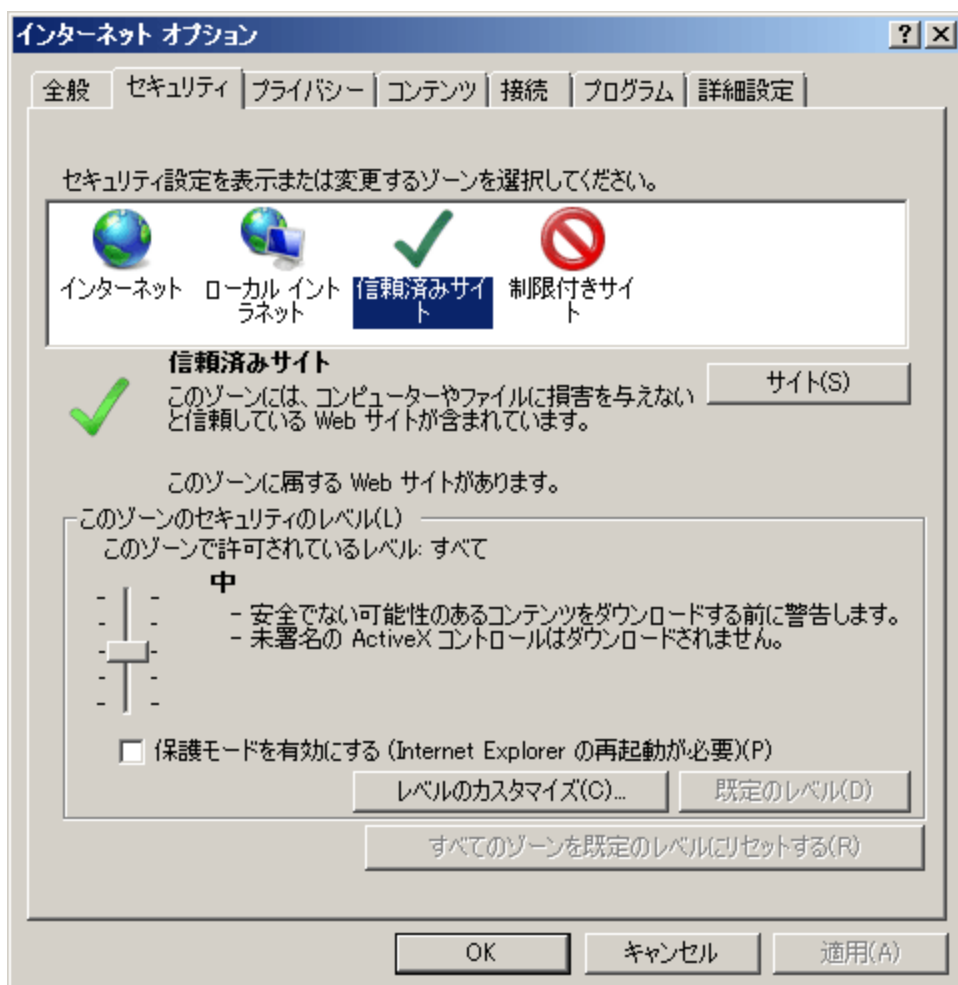 インターネット オプション
全般 セキュリティ プライバシー コンテンツ 接続 プログラム 詳細設定
セキュリティ設定を表示または変更するゾーンを選択してください。
インターネット ローカル イント 信頼済みサイ 制限付きサイ
ラネット ト ト
信頼済みサイト
サイト(S)
このゾーンには、コンピューターやファイルに損害を与えない
と信頼している Web サイトが含まれています。
このゾーンに属する Web サイトがあります。
このゾーンのセキュリティのレベル(L)
このゾーンで許可されているレベル: すべて
中
- 安全でない可能性のあるコンテンツをダウンロードする前に警告します。
- 未署名の ActiveX コントロールはダウンロードされません。
保護モードを有効にする (Internet Explorer の再起動が必要)(P)
レベルのカスタマイズ(C)... 既定のレベル(D)
すべてのゾーンを既定のレベルにリセットする(R)
OK キャンセル 適用(A)